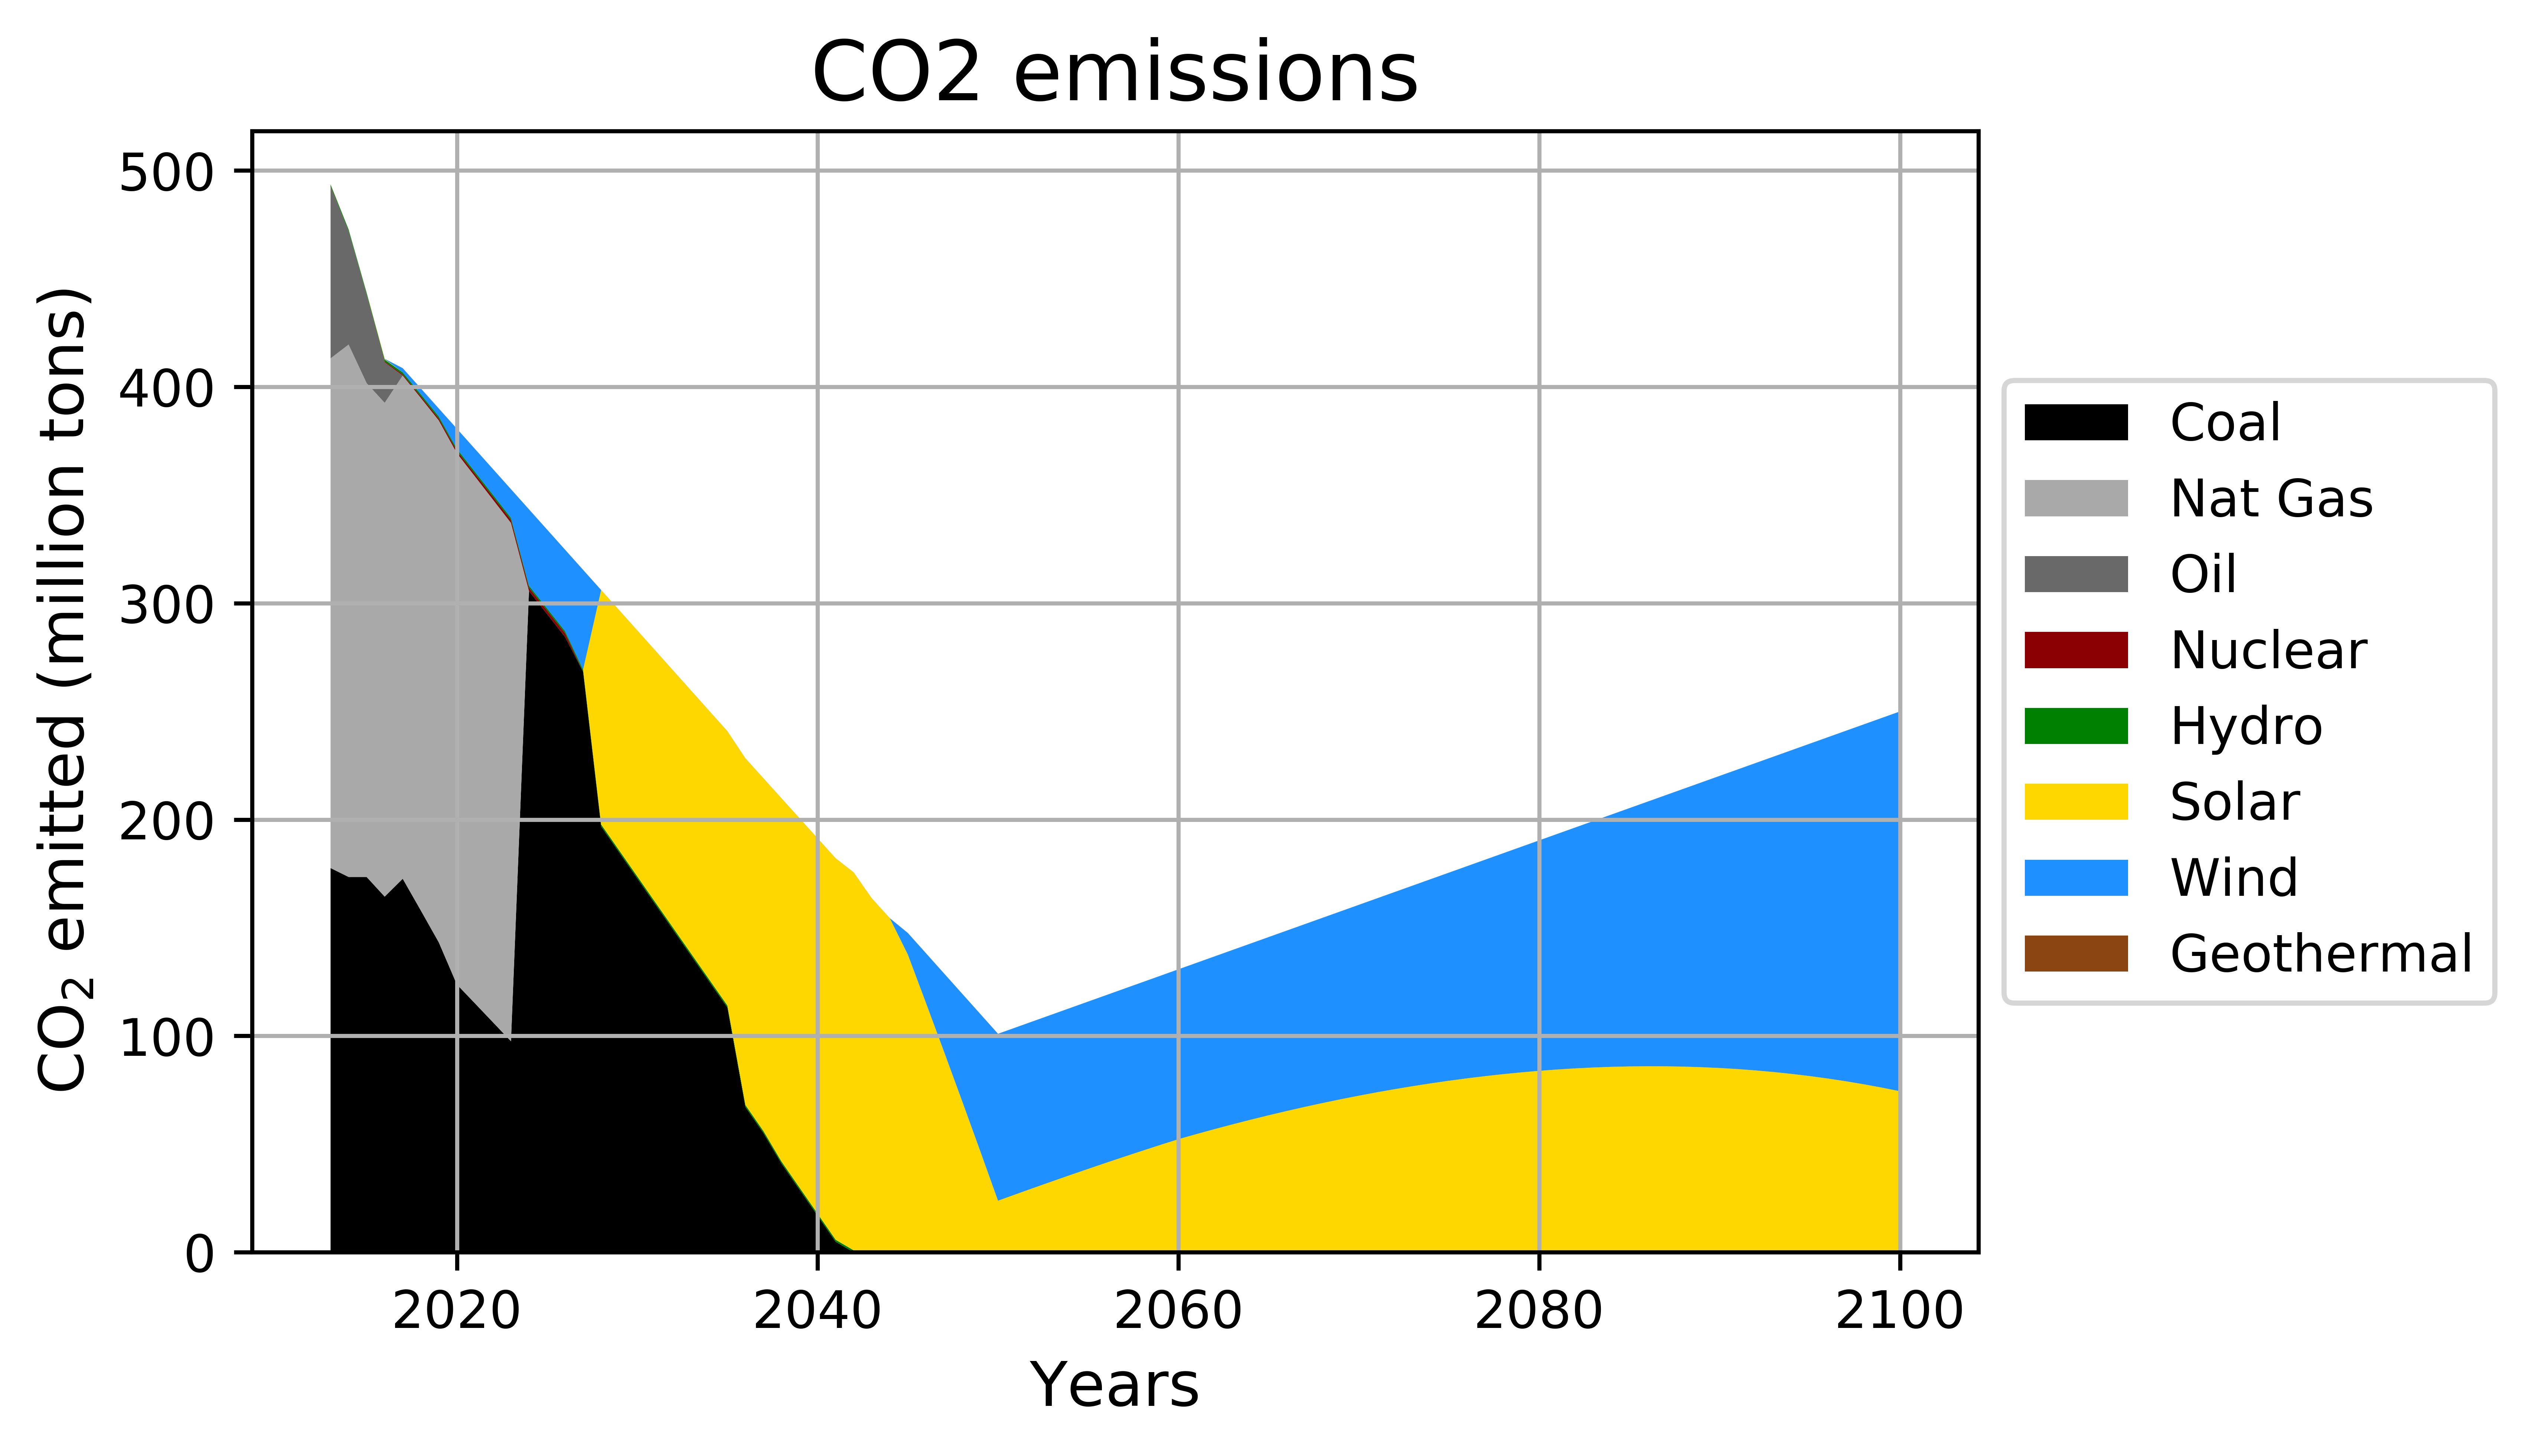 CO2 emissions
CO₂ emitted (million tons)
500
400
300
200
100
0
2020 2040 2060 2080 2100
Years
Coal
Nat Gas
Oil
Nuclear
Hydro
Solar
Wind
Geothermal